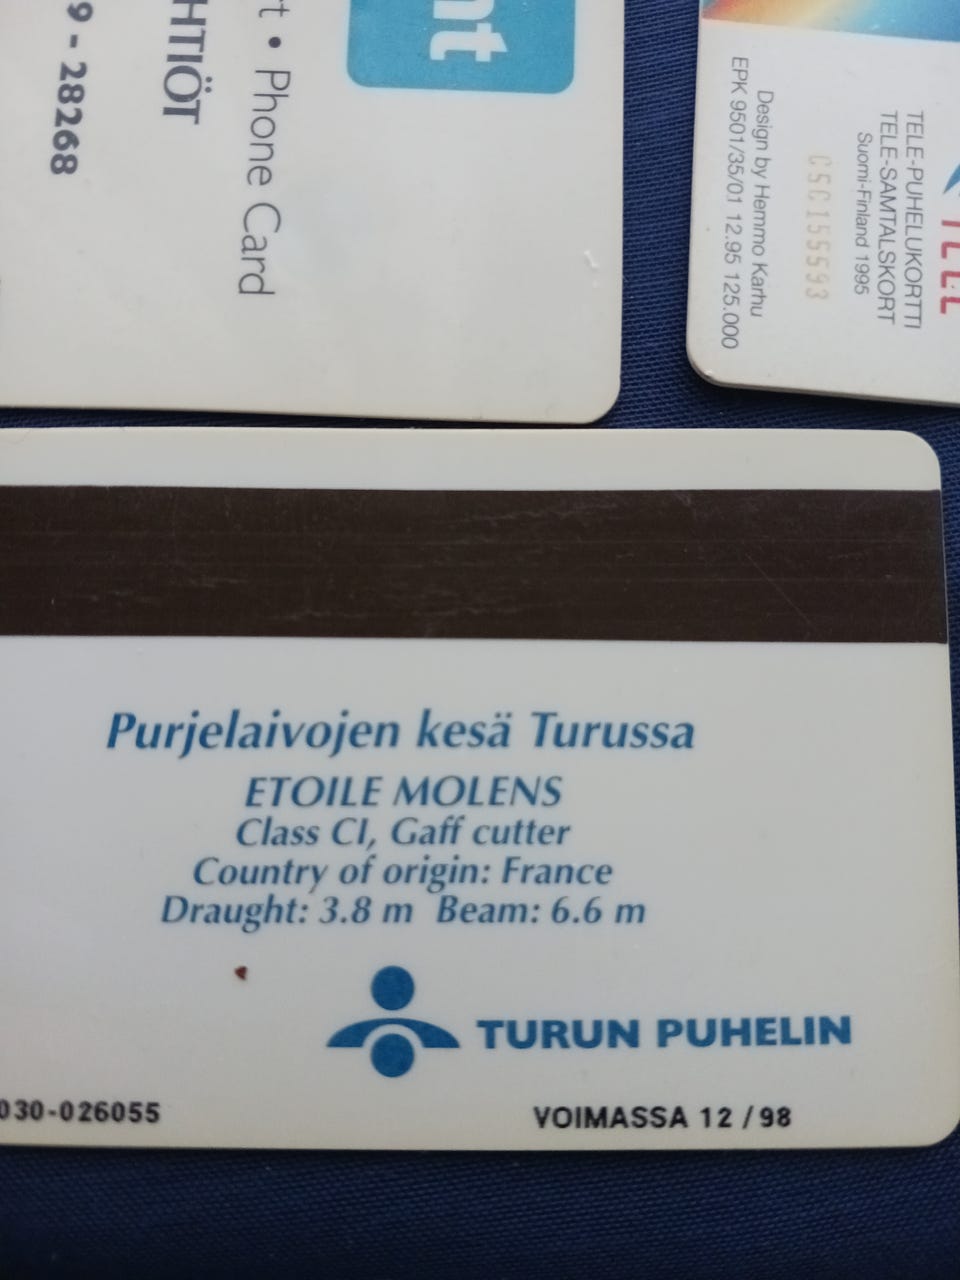 nt
t • Phone Card
HTIÖT
9 - 28268
TELE
TELE-PUHELUKORTTI
TELE-SAMTALSKORT
Suomi-Finland 1995
C5C155593
Design by Hemmo Karhu
EPK 9501/35/01 12.95 125.000
Purjelaivojen kesä Turussa
ETOILE MOLENS
Class CI, Gaff cutter
Country of origin: France
Draught: 3.8 m Beam: 6.6 m
TURUN PUHELIN
030-026055
VOIMASSA 12 / 98